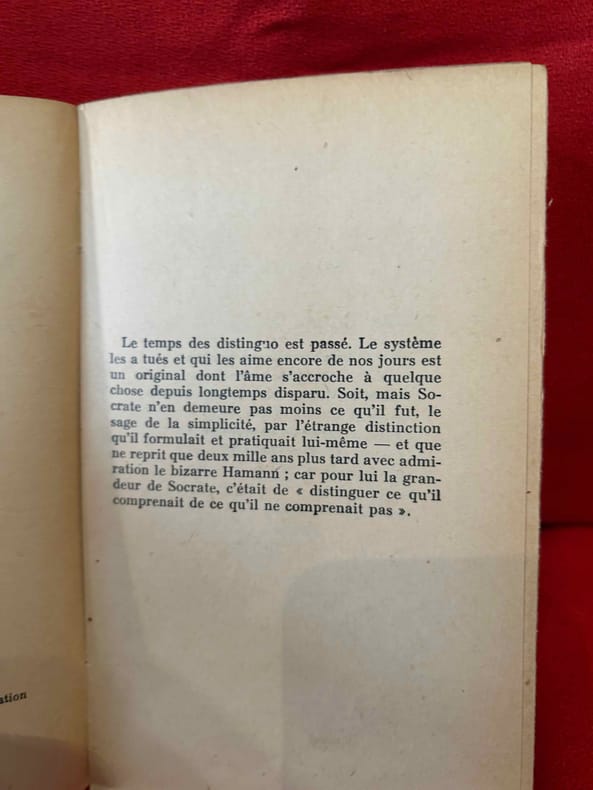 ation
Le temps des distinguo est passé. Le système
les a tués et qui les aime encore de nos jours est
un original dont l'âme s'accroche à quelque
chose depuis longtemps disparu. Soit, mais So-
crate n'en demeure pas moins ce qu'il fut, le
sage de la simplicité, par l'étrange distinction
qu'il formulait et pratiquait lui-même — et que
ne reprit que deux mille ans plus tard avec admi-
ration le bizarre Hamann ; car pour lui la gran-
deur de Socrate, c'était de « distinguer ce qu'il
comprenait de ce qu'il ne comprenait pas ».